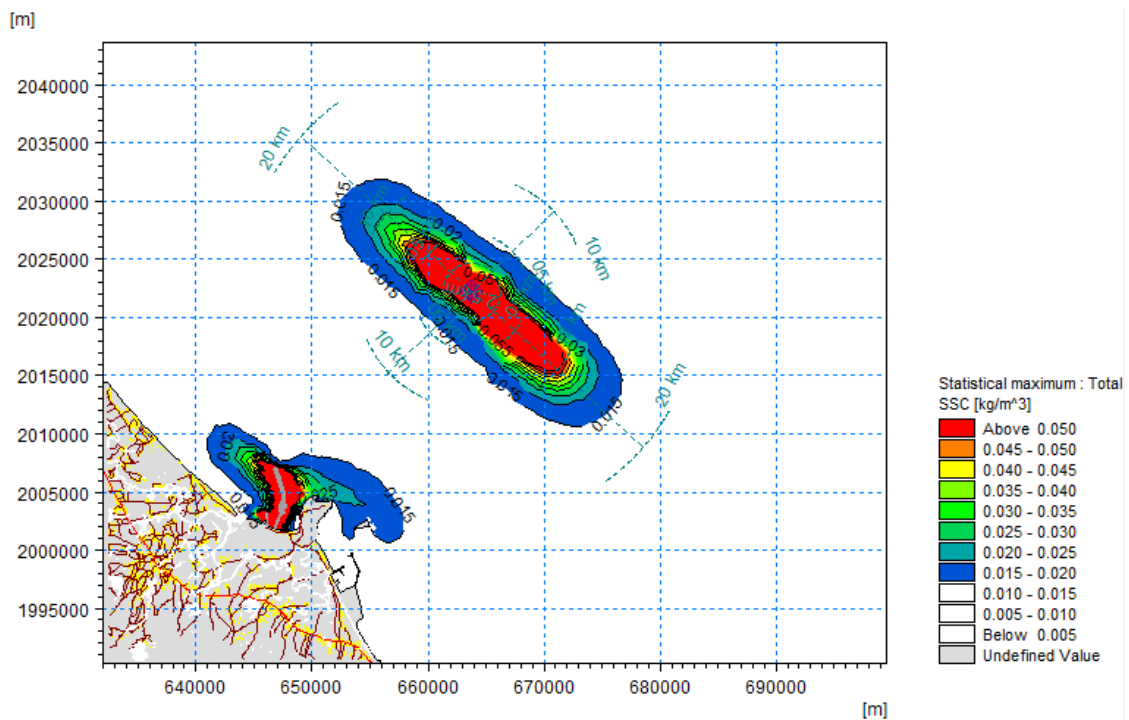 [m]
2040000
2035000
2030000
2025000
2020000
2015000
2010000
2005000
2000000
1995000
640000
650000
660000
670000
680000
690000
[m]
20 km
0.015
0.02
10 km
0.051
0.015
10 km
0.015
0.055
0.03
0.015
20 km
0.015
0.02
0.015
Statistical maximum : Total
SSC [kg/m^3]
Above 0.050
0.045 - 0.050
0.040 - 0.045
0.035 - 0.040
0.030 - 0.035
0.025 - 0.030
0.020 - 0.025
0.015 - 0.020
0.010 - 0.015
0.005 - 0.010
Below 0.005
Undefined Value